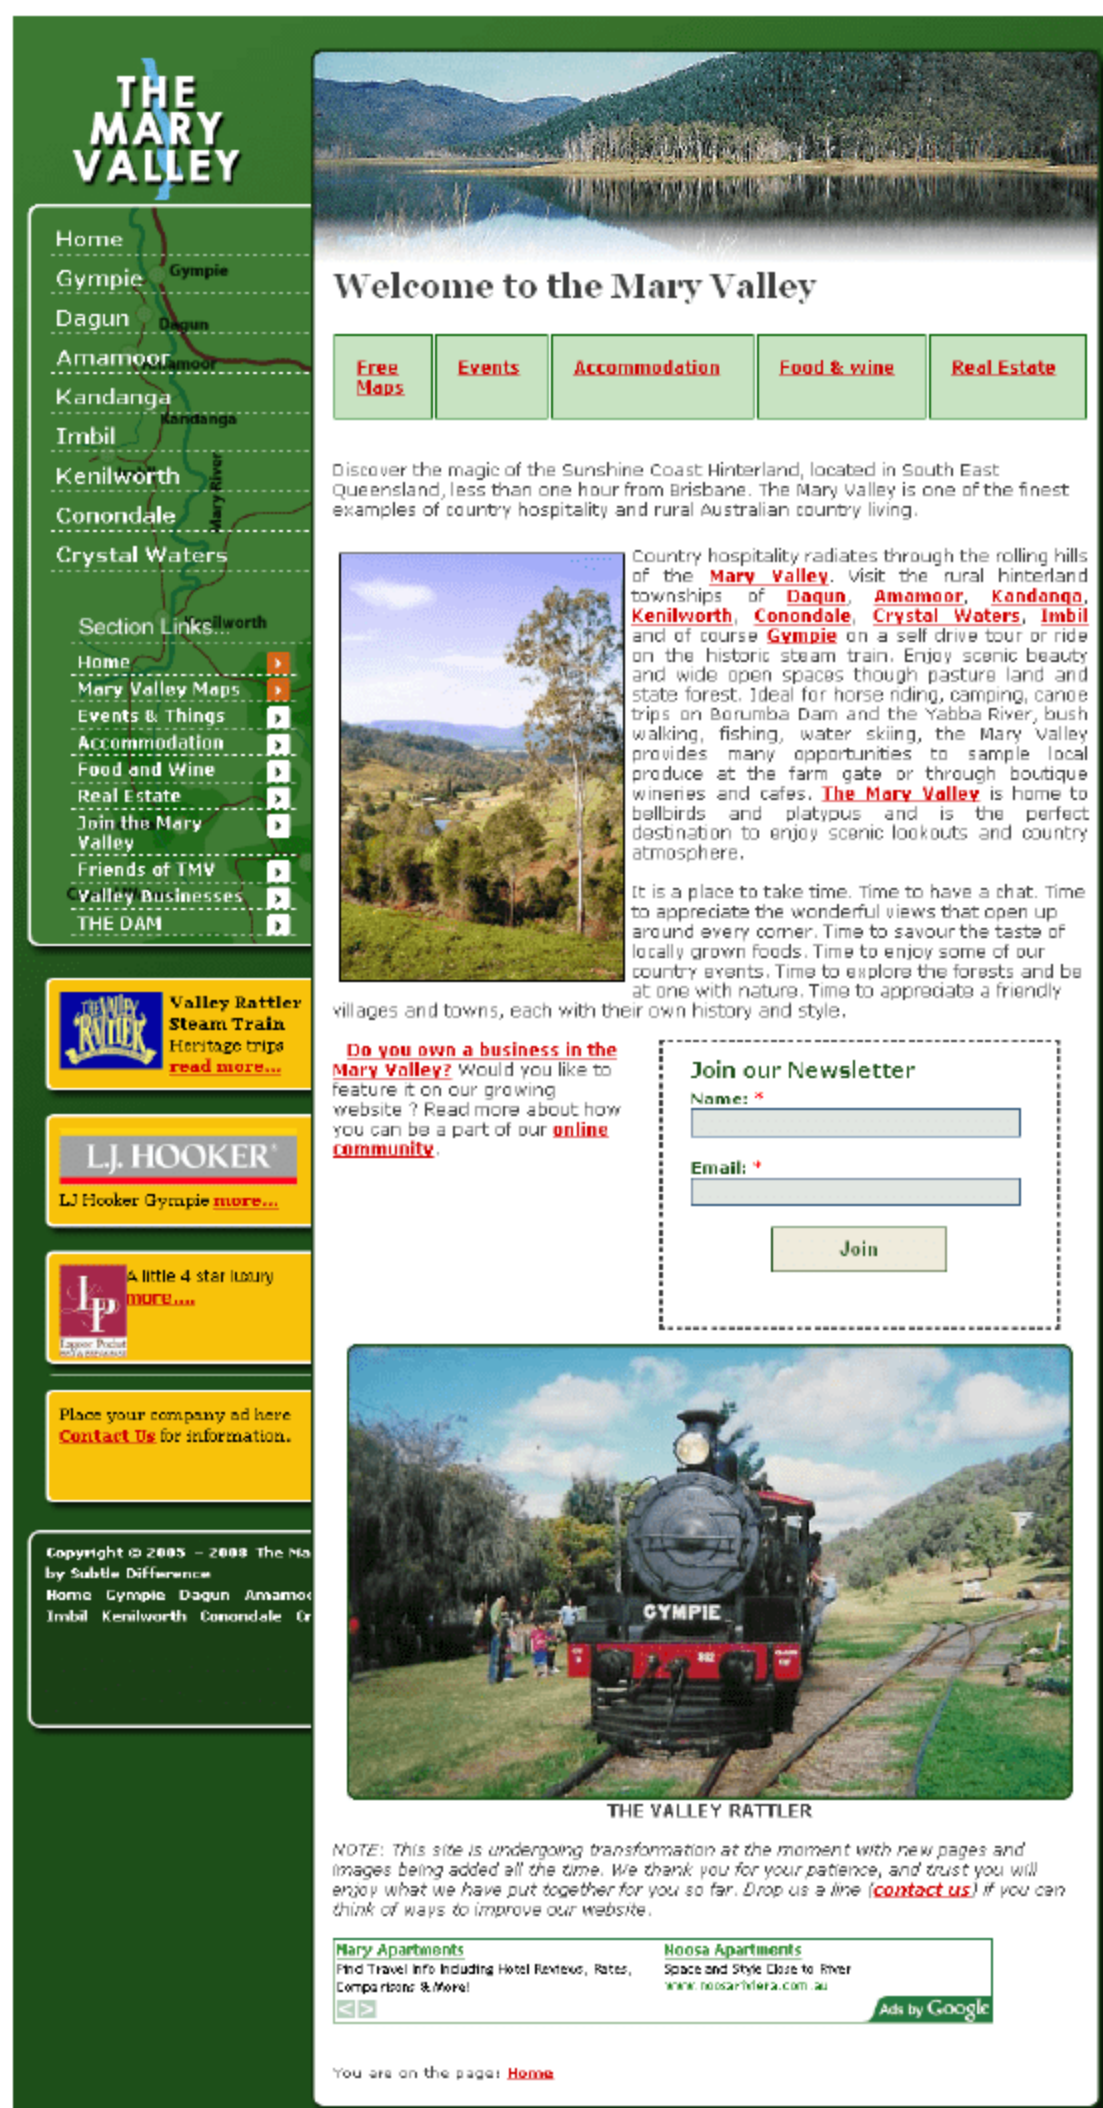 THE
MARY
VALLEY
Home
Gympie
Gympie
Dagun
Dagun
Amamoor
Amamoor
Kandanga
Kandanga
Imbil
Kenilworth
Mary River
Conondale
Crystal Waters
Kenilworth
Section Links...
Home
Mary Valley Maps
Events & Things
Accommodation
Food and Wine
Real Estate
Join the Mary
Valley
Friends of TMV
Valley Businesses
THE DAM
THE VALLEY
RATTLER
Valley Rattler
Steam Train
Heritage trips
read more...
L.J. HOOKER
LJ Hooker Gympie more...
LP
A little 4 star luxury
more....
Place your company ad here
Contact Us for information.
Copyright © 2005 - 2008 The Ma
by Subtle Difference
Home Gympie Dagun Amamoo
Imbil Kenilworth Conondale Cr
Welcome to the Mary Valley
Free
Maps
Events
Accommodation
Food & wine
Real Estate
Discover the magic of the Sunshine Coast Hinterland, located in South East
Queensland, less than one hour from Brisbane. The Mary Valley is one of the finest
examples of country hospitality and rural Australian country living.
Country hospitality radiates through the rolling hills
of the Mary Valley. Visit the rural hinterland
townships of Dagun, Amamoor, Kandanga,
Kenilworth, Conondale, Crystal Waters, Imbil
and of course Gympie on a self drive tour or ride
on the historic steam train. Enjoy scenic beauty
and wide open spaces though pasture land and
state forest. Ideal for horse riding, camping, canoe
trips on Borumba Dam and the Yabba River, bush
walking, fishing, water skiing, the Mary Valley
provides many opportunities to sample local
produce at the farm gate or through boutique
wineries and cafes. The Mary Valley is home to
bellbirds and platypus and is the perfect
destination to enjoy scenic lookouts and country
atmosphere.
It is a place to take time. Time to have a chat. Time
to appreciate the wonderful views that open up
around every corner. Time to savour the taste of
locally grown foods. Time to enjoy some of our
country events. Time to explore the forests and be
at one with nature. Time to appreciate a friendly
villages and towns, each with their own history and style.
Do you own a business in the
Mary Valley? Would you like to
feature it on our growing
website ? Read more about how
you can be a part of our online
community.
Join our Newsletter
Name: *
Email: *
Join
GYMPIE
THE VALLEY RATTLER
NOTE: This site is undergoing transformation at the moment with new pages and
images being added all the time. We thank you for your patience, and trust you will
enjoy what we have put together for you so far. Drop us a line (contact us) if you can
think of ways to improve our website.
Mary Apartments
Find Travel Info Including Hotel Reviews, Rates,
Comparisons & More!
Noosa Apartments
Space and Style Close to River
www.noosariviera.com.au
Ads by Google
You are on the page: Home